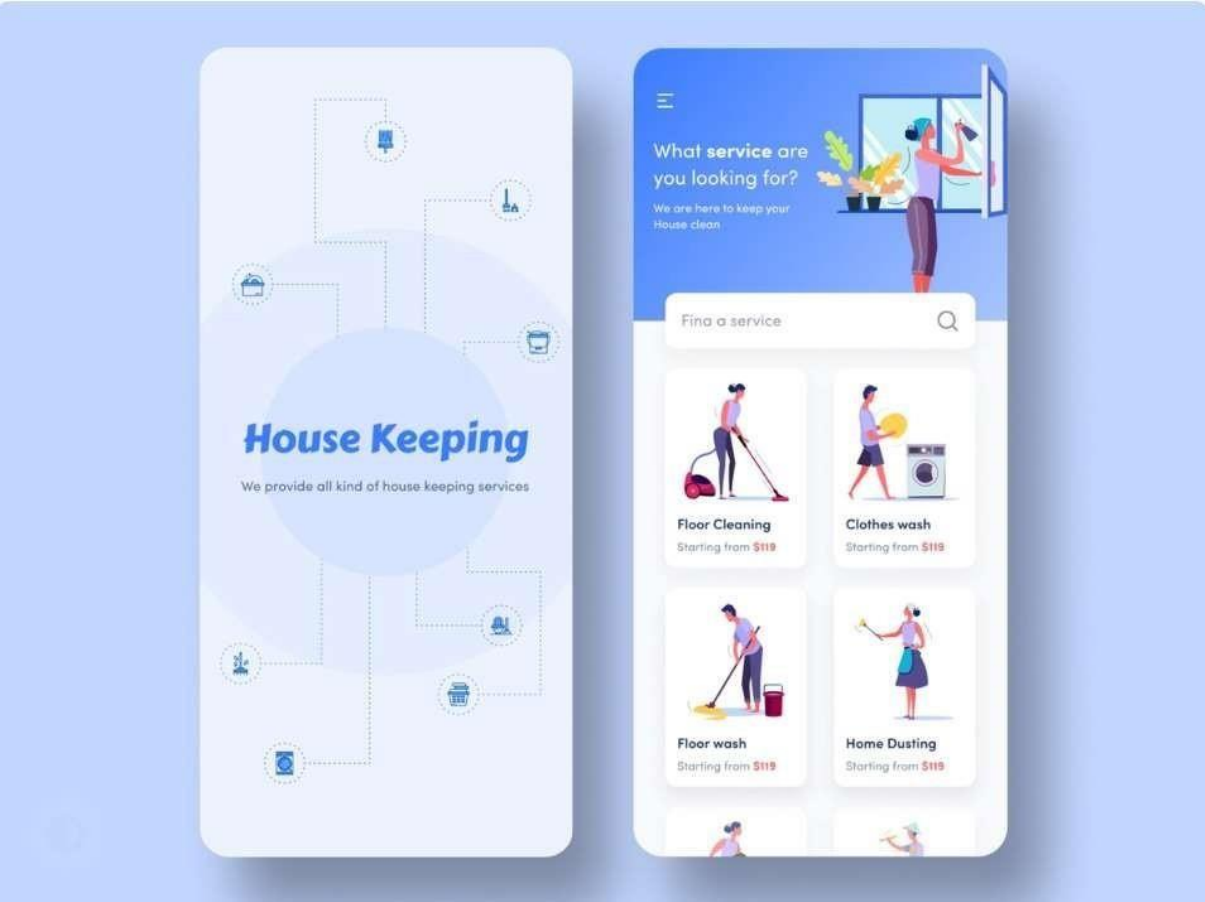 House Keeping
We provide all kind of house keeping services
What service are
you looking for?
We are here to keep your
House clean
Fina a service
Floor Cleaning
Starting from $119
Clothes wash
Starting from $119
Floor wash
Starting from $119
Home Dusting
Starting from $119